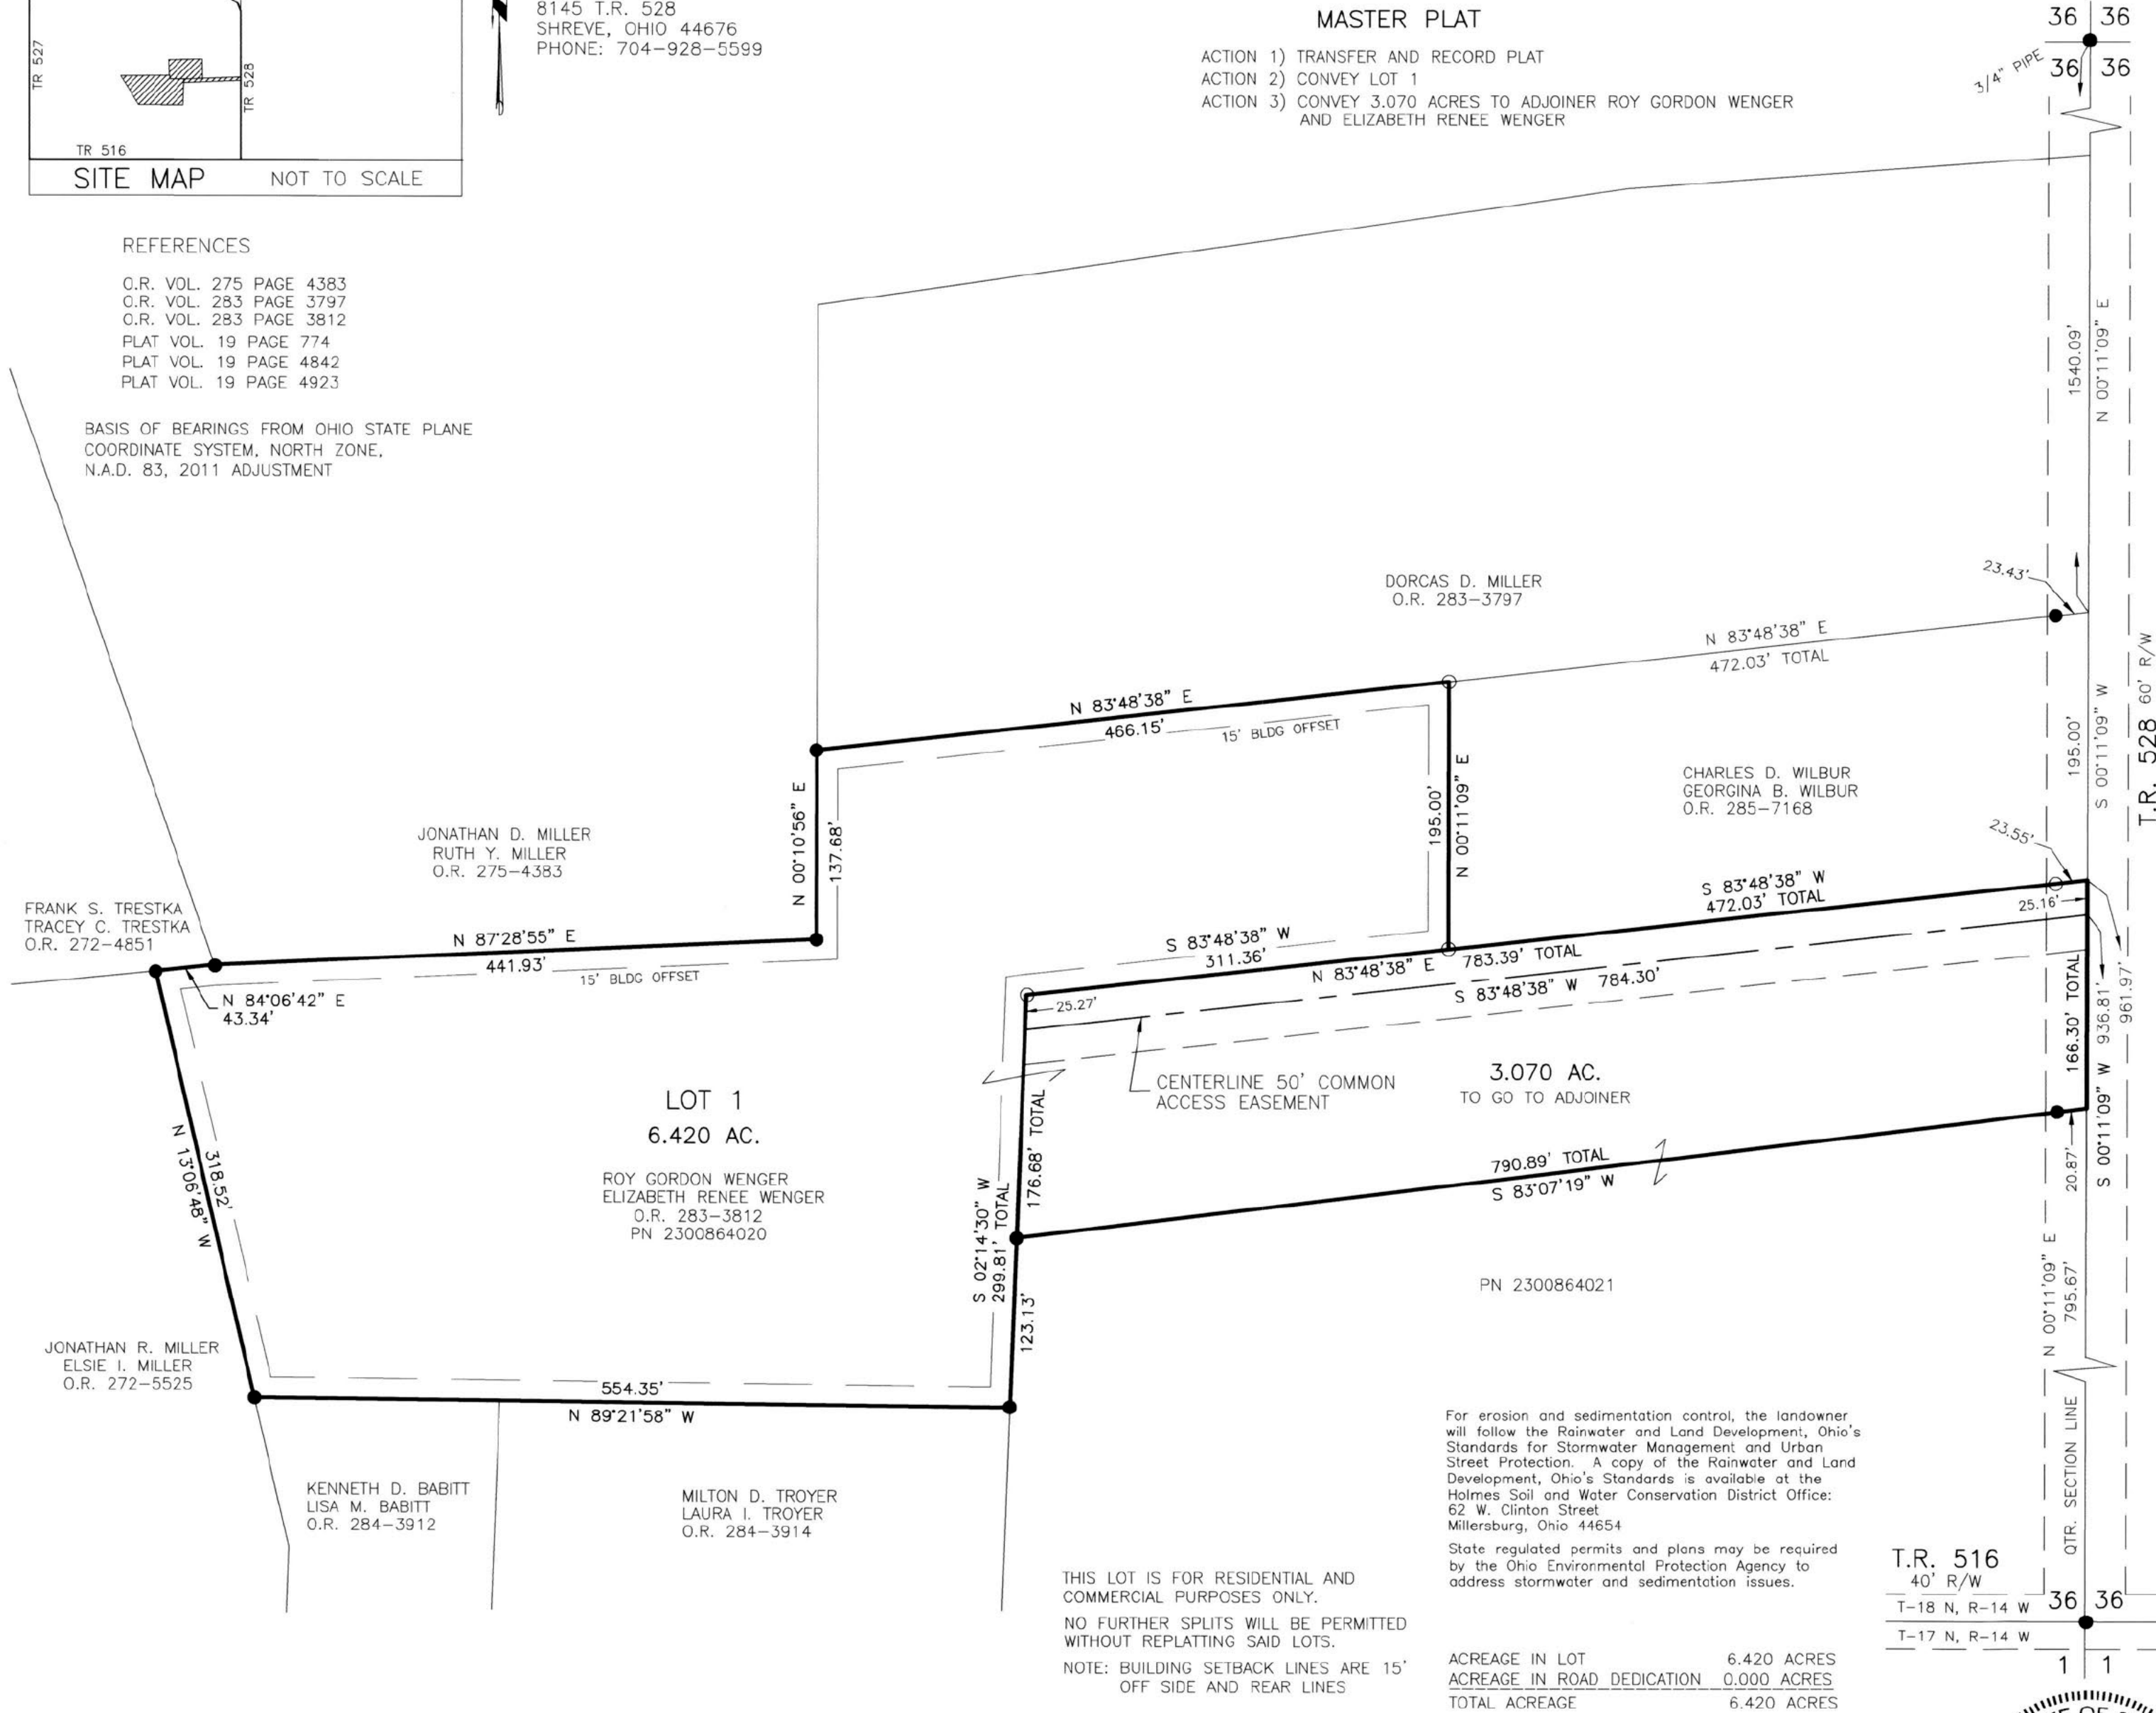 8145 T.R. 528
SHREVE, OHIO 44676
PHONE: 704-928-5599
TR 527
TR 528
TR 516
SITE MAP NOT TO SCALE
MASTER PLAT
ACTION 1) TRANSFER AND RECORD PLAT
ACTION 2) CONVEY LOT 1
ACTION 3) CONVEY 3.070 ACRES TO ADJOINER ROY GORDON WENGER
AND ELIZABETH RENEE WENGER
36 36
3/4" PIPE
36 36
REFERENCES
O.R. VOL. 275 PAGE 4383
O.R. VOL. 283 PAGE 3797
O.R. VOL. 283 PAGE 3812
PLAT VOL. 19 PAGE 774
PLAT VOL. 19 PAGE 4842
PLAT VOL. 19 PAGE 4923
BASIS OF BEARINGS FROM OHIO STATE PLANE
COORDINATE SYSTEM, NORTH ZONE,
N.A.D. 83, 2011 ADJUSTMENT
1540.09'
N 00°11'09" E
DORCAS D. MILLER
O.R. 283-3797
23.43'
N 83°48'38" E
472.03' TOTAL
T.R. 528 60' R/W
N 83°48'38" E
466.15'
15' BLDG OFFSET
195.00'
S 00°11'09" W
CHARLES D. WILBUR
GEORGINA B. WILBUR
O.R. 285-7168
195.00'
N 00°11'09" E
N 00°10'56" E
137.68'
JONATHAN D. MILLER
RUTH Y. MILLER
O.R. 275-4383
23.55'
S 83°48'38" W
472.03' TOTAL
25.16'
FRANK S. TRESTKA
TRACEY C. TRESTKA
O.R. 272-4851
N 87°28'55" E
441.93'
15' BLDG OFFSET
S 83°48'38" W
311.36'
N 83°48'38" E 783.39' TOTAL
S 83°48'38" W 784.30'
N 84°06'42" E
43.34'
25.27'
166.30' TOTAL
S 00°11'09" W 936.81'
961.97'
CENTERLINE 50' COMMON
ACCESS EASEMENT
3.070 AC.
TO GO TO ADJOINER
LOT 1
6.420 AC.
ROY GORDON WENGER
ELIZABETH RENEE WENGER
O.R. 283-3812
PN 2300864020
N 13°06'48" W
318.52'
S 02°14'30" W
299.81' TOTAL
176.68' TOTAL
123.13'
790.89' TOTAL
S 83°07'19" W
20.87'
N 00°11'09" E
795.67'
PN 2300864021
JONATHAN R. MILLER
ELSIE I. MILLER
O.R. 272-5525
554.35'
N 89°21'58" W
KENNETH D. BABITT
LISA M. BABITT
O.R. 284-3912
MILTON D. TROYER
LAURA I. TROYER
O.R. 284-3914
For erosion and sedimentation control, the landowner
will follow the Rainwater and Land Development, Ohio's
Standards for Stormwater Management and Urban
Street Protection. A copy of the Rainwater and Land
Development, Ohio's Standards is available at the
Holmes Soil and Water Conservation District Office:
62 W. Clinton Street
Millersburg, Ohio 44654
State regulated permits and plans may be required
by the Ohio Environmental Protection Agency to
address stormwater and sedimentation issues.
QTR. SECTION LINE
T.R. 516
40' R/W
T-18 N, R-14 W
36 36
T-17 N, R-14 W
1 1
THIS LOT IS FOR RESIDENTIAL AND
COMMERCIAL PURPOSES ONLY.
NO FURTHER SPLITS WILL BE PERMITTED
WITHOUT REPLATTING SAID LOTS.
NOTE: BUILDING SETBACK LINES ARE 15'
OFF SIDE AND REAR LINES
ACREAGE IN LOT 6.420 ACRES
ACREAGE IN ROAD DEDICATION 0.000 ACRES
TOTAL ACREAGE 6.420 ACRES